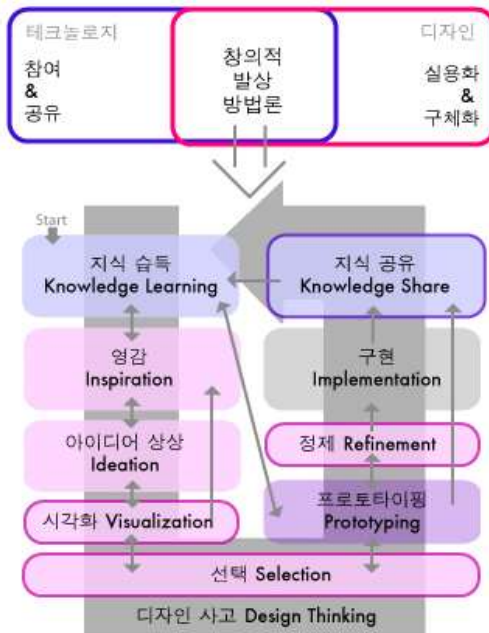 테크놀로지
참여
&
공유
창의적
발상
방법론
디자인
실용화
&
구체화
Start
지식 습득
Knowledge Learning
지식 공유
Knowledge Share
영감
Inspiration
구현
Implementation
아이디어 상상
Ideation
정제 Refinement
시각화 Visualization
프로토타이핑
Prototyping
선택 Selection
디자인 사고 Design Thinking